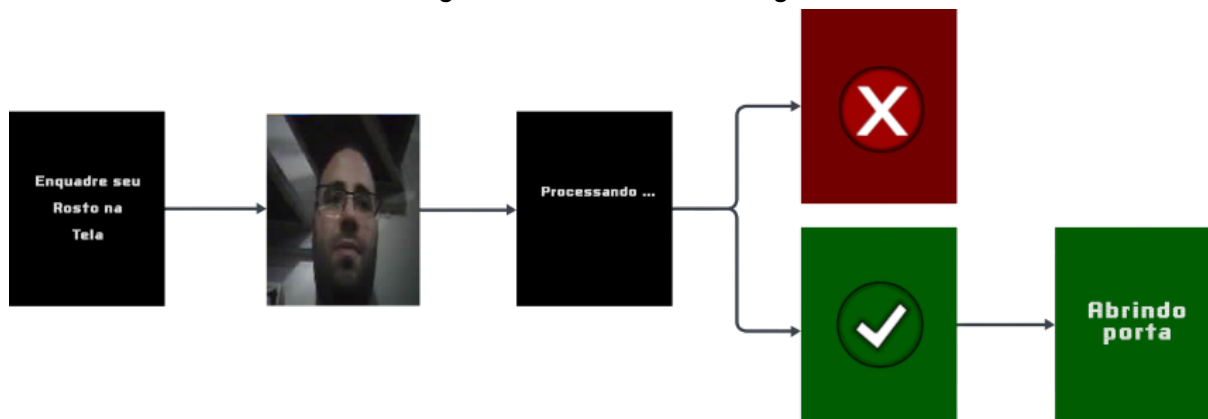 Enquadre seu
Rosto na
Tela
Processando ...
X
Abrindo
porta